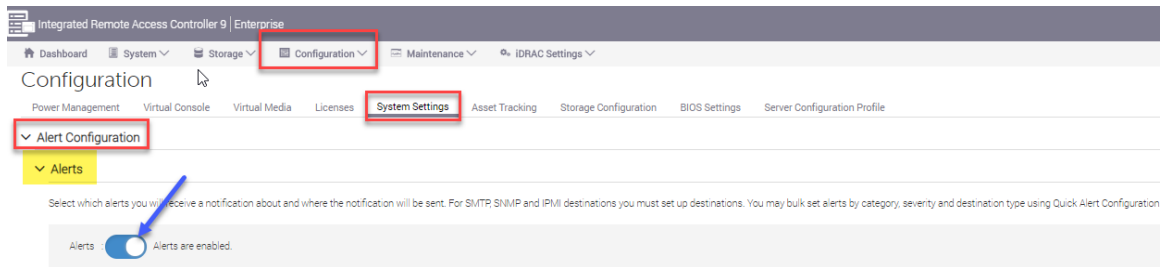 Integrated Remote Access Controller 9 | Enterprise
Dashboard System Storage Configuration Maintenance iDRAC Settings
Configuration
Power Management Virtual Console Virtual Media Licenses System Settings Asset Tracking Storage Configuration BIOS Settings Server Configuration Profile
Alert Configuration
Alerts
Select which alerts you will receive a notification about and where the notification will be sent. For SMTP, SNMP and IPMI destinations you must set up destinations. You may bulk set alerts by category, severity and destination type using Quick Alert Configuration
Alerts : Alerts are enabled.